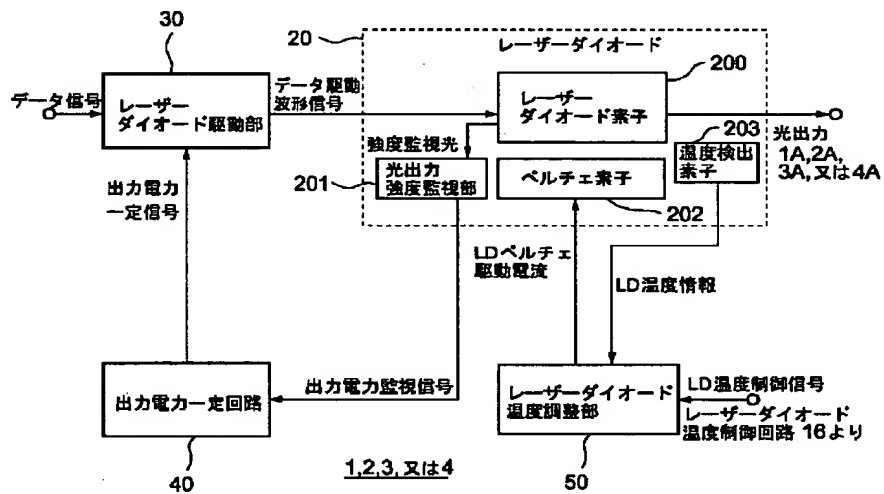 30
20
レーザーダイオード
200
データ信号
レーザー
ダイオード駆動部
データ駆動
波形信号
レーザー
ダイオード素子
203
光出力
1A,2A,
3A,又は4A
強度監視光
201
光出力
強度監視部
ペルチェ素子
温度検出
素子
202
出力電力
一定信号
LDペルチェ
駆動電流
LD温度情報
出力電力一定回路
出力電力監視信号
レーザーダイオード
温度調整部
LD温度制御信号
レーザーダイオード
温度制御回路 16より
40
1,2,3,又は4
50